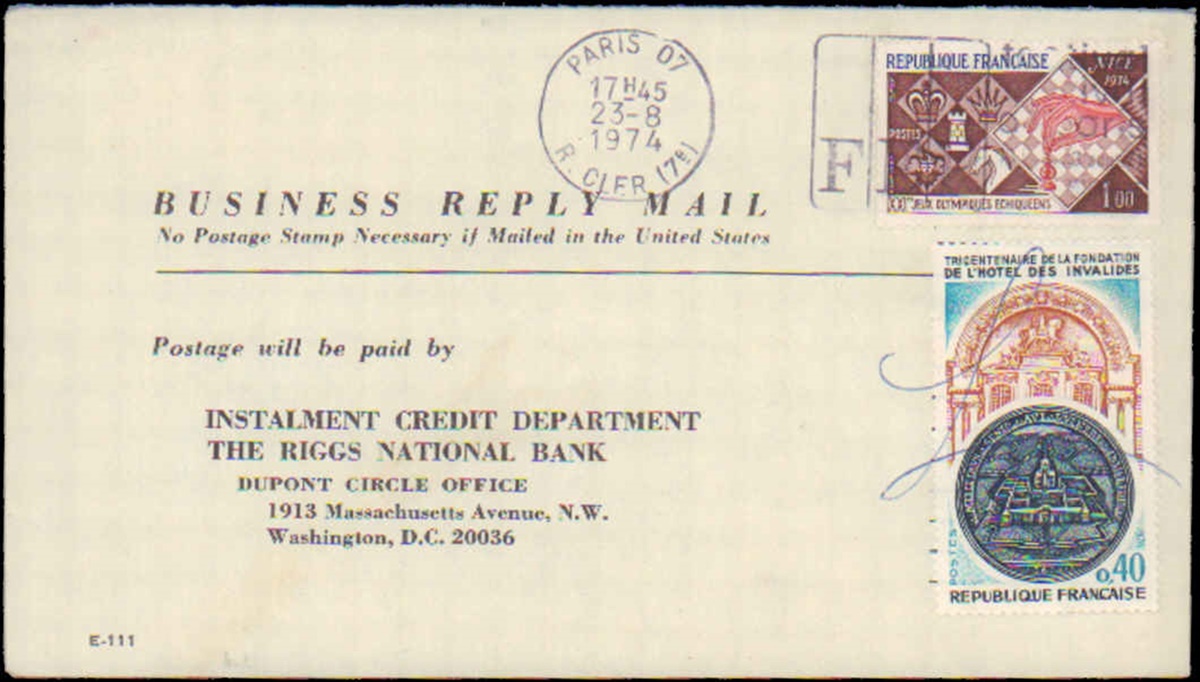 PARIS 07
17H45
23-8
1974
R. CLER (7e)
F
REPUBLIQUE FRANÇAISE
NICE
1974
POSTES
XXIes JEUX OLYMPIQUES ECHIQUEENS
1.00
BUSINESS REPLY MAIL
No Postage Stamp Necessary if Mailed in the United States
TRICENTENAIRE DE LA FONDATION
DE L'HOTEL DES INVALIDES
Postage will be paid by
INSTALMENT CREDIT DEPARTMENT
THE RIGGS NATIONAL BANK
DUPONT CIRCLE OFFICE
1913 Massachusetts Avenue, N.W.
Washington, D.C. 20036
POSTES
0,40
REPUBLIQUE FRANÇAISE
E-111